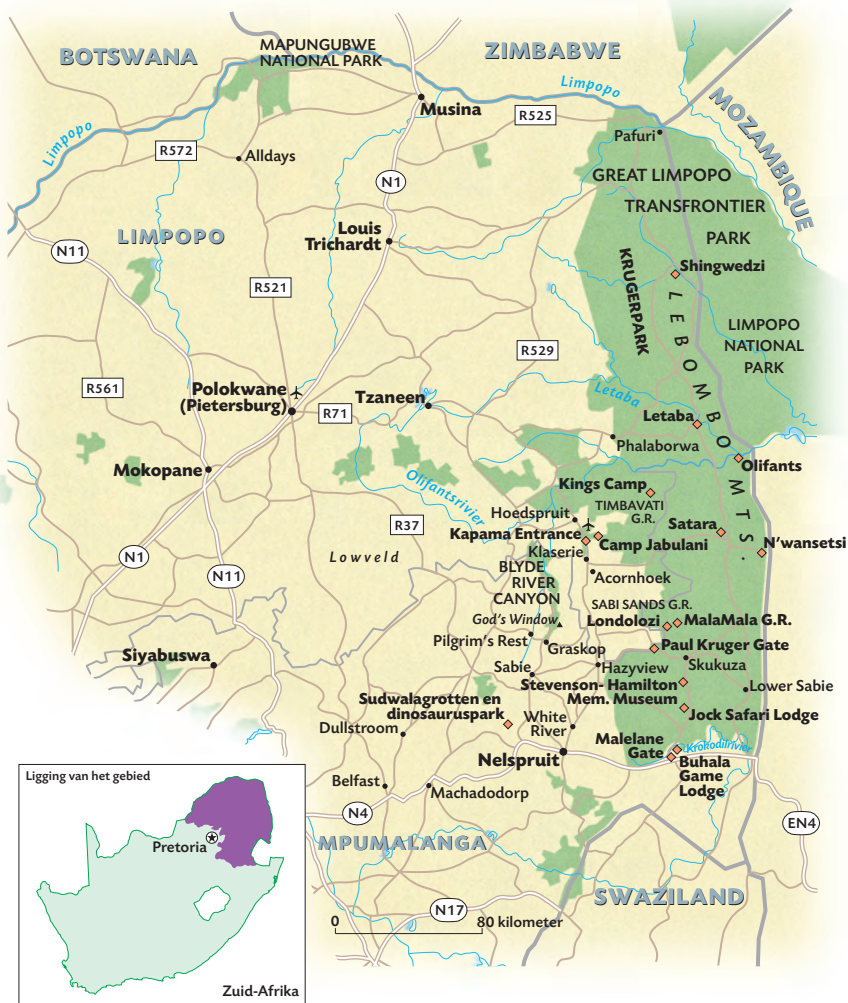 BOTSWANA
MAPUNGUBWE
NATIONAL PARK
ZIMBABWE
MOZAMBIQUE
Limpopo
Limpopo
Musina
R525
Pafuri
R572
Alldays
N1
GREAT LIMPOPO
TRANSFRONTIER
PARK
LIMPOPO
Louis
Trichardt
N11
KRUGERPARK
Shingwedzi
LEBOMBO MTS.
R521
LIMPOPO
NATIONAL
PARK
R529
R561
Polokwane
(Pietersburg)
R71
Tzaneen
Letaba
Letaba
Phalaborwa
Mokopane
Olifants
Olifantsrivier
Kings Camp
TIMBAVATI
G.R.
Hoedspruit
R37
Satara
Kapama Entrance
Camp Jabulani
N'wansetsi
Klaserie
N1
Lowveld
BLYDE
RIVER
CANYON
Acornhoek
N11
SABI SANDS G.R.
God's Window
Londolozi
MalaMala G.R.
Pilgrim's Rest
Graskop
Paul Kruger Gate
Siyabuswa
Sabie
Hazyview
Skukuza
Stevenson- Hamilton
Mem. Museum
Lower Sabie
Sudwalagrotten en
dinosauruspark
Jock Safari Lodge
White
River
Dullstroom
Malelane
Gate
Krokodilrivier
Nelspruit
Buhala
Game
Lodge
Belfast
Machadodorp
N4
EN4
MPUMALANGA
SWAZILAND
N17
0
80 kilometer
Ligging van het gebied
Pretoria
Zuid-Afrika